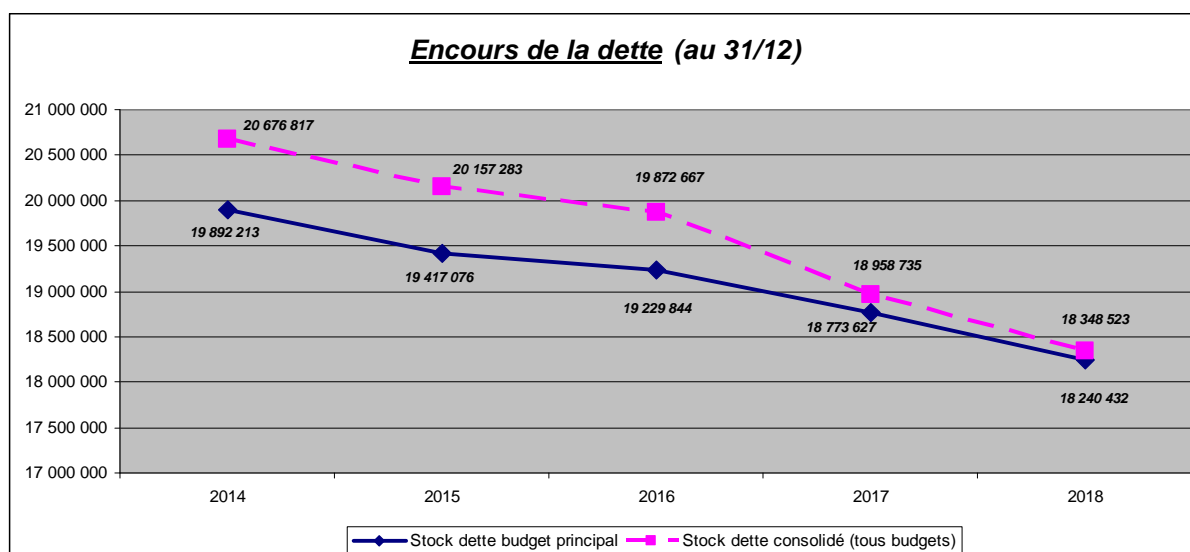 Encours de la dette (au 31/12)
21 000 000
20 500 000
20 000 000
19 500 000
19 000 000
18 500 000
18 000 000
17 500 000
17 000 000
20 676 817
20 157 283
19 872 667
18 958 735
18 348 523
19 892 213
19 417 076
19 229 844
18 773 627
18 240 432
2014 2015 2016 2017 2018
Stock dette budget principal Stock dette consolidé (tous budgets)